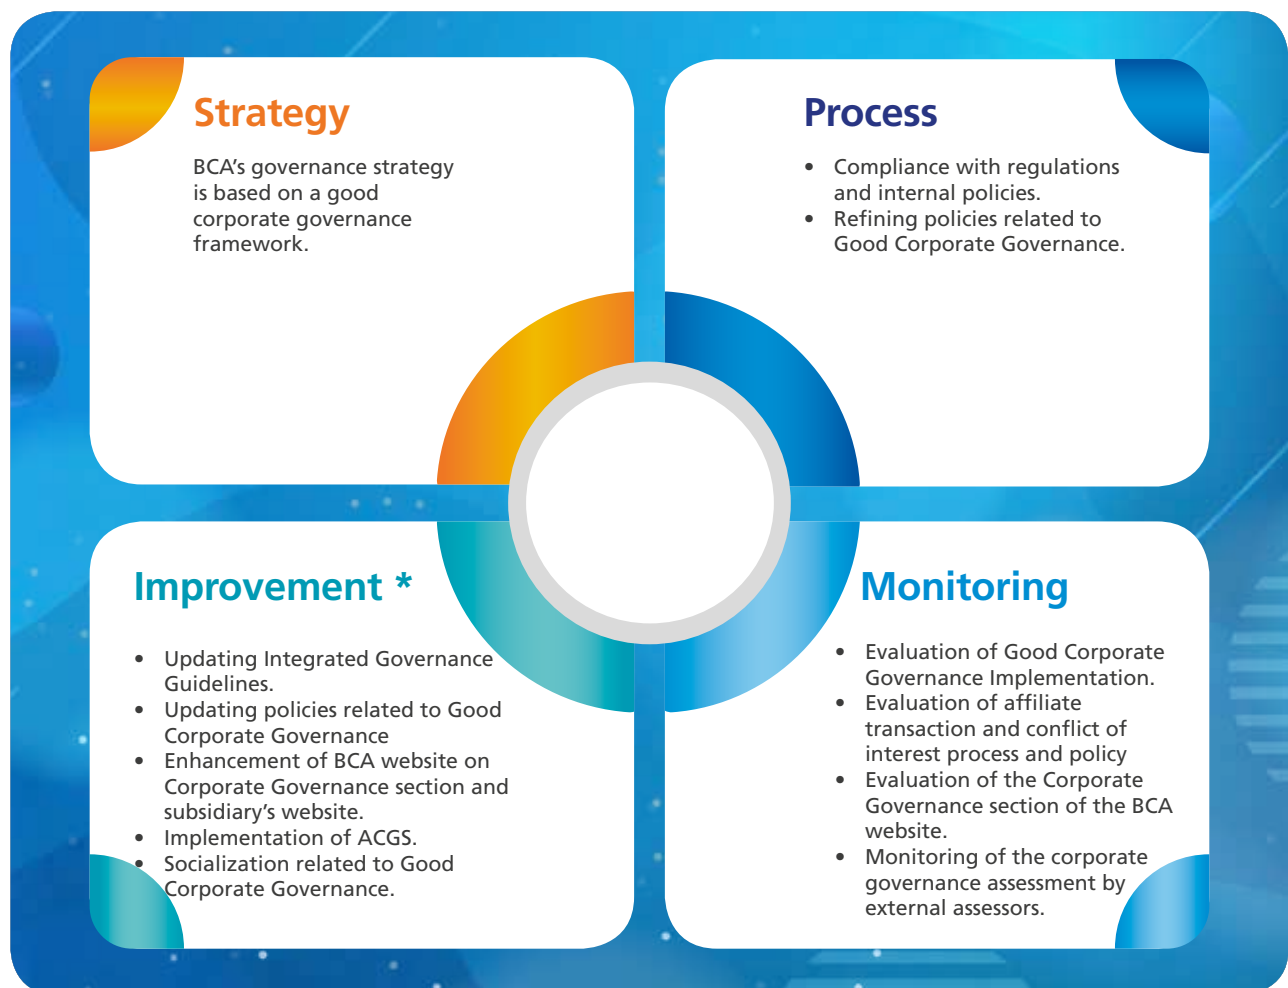 Strategy
BCA’s governance strategy
is based on a good
corporate governance
framework.
Process
• Compliance with regulations
and internal policies.
• Refining policies related to
Good Corporate Governance.
Improvement *
• Updating Integrated Governance
Guidelines.
• Updating policies related to Good
Corporate Governance
• Enhancement of BCA website on
Corporate Governance section and
subsidiary’s website.
• Implementation of ACGS.
• Socialization related to Good
Corporate Governance.
Monitoring
• Evaluation of Good Corporate
Governance Implementation.
• Evaluation of affiliate
transaction and conflict of
interest process and policy
• Evaluation of the Corporate
Governance section of the BCA
website.
• Monitoring of the corporate
governance assessment by
external assessors.